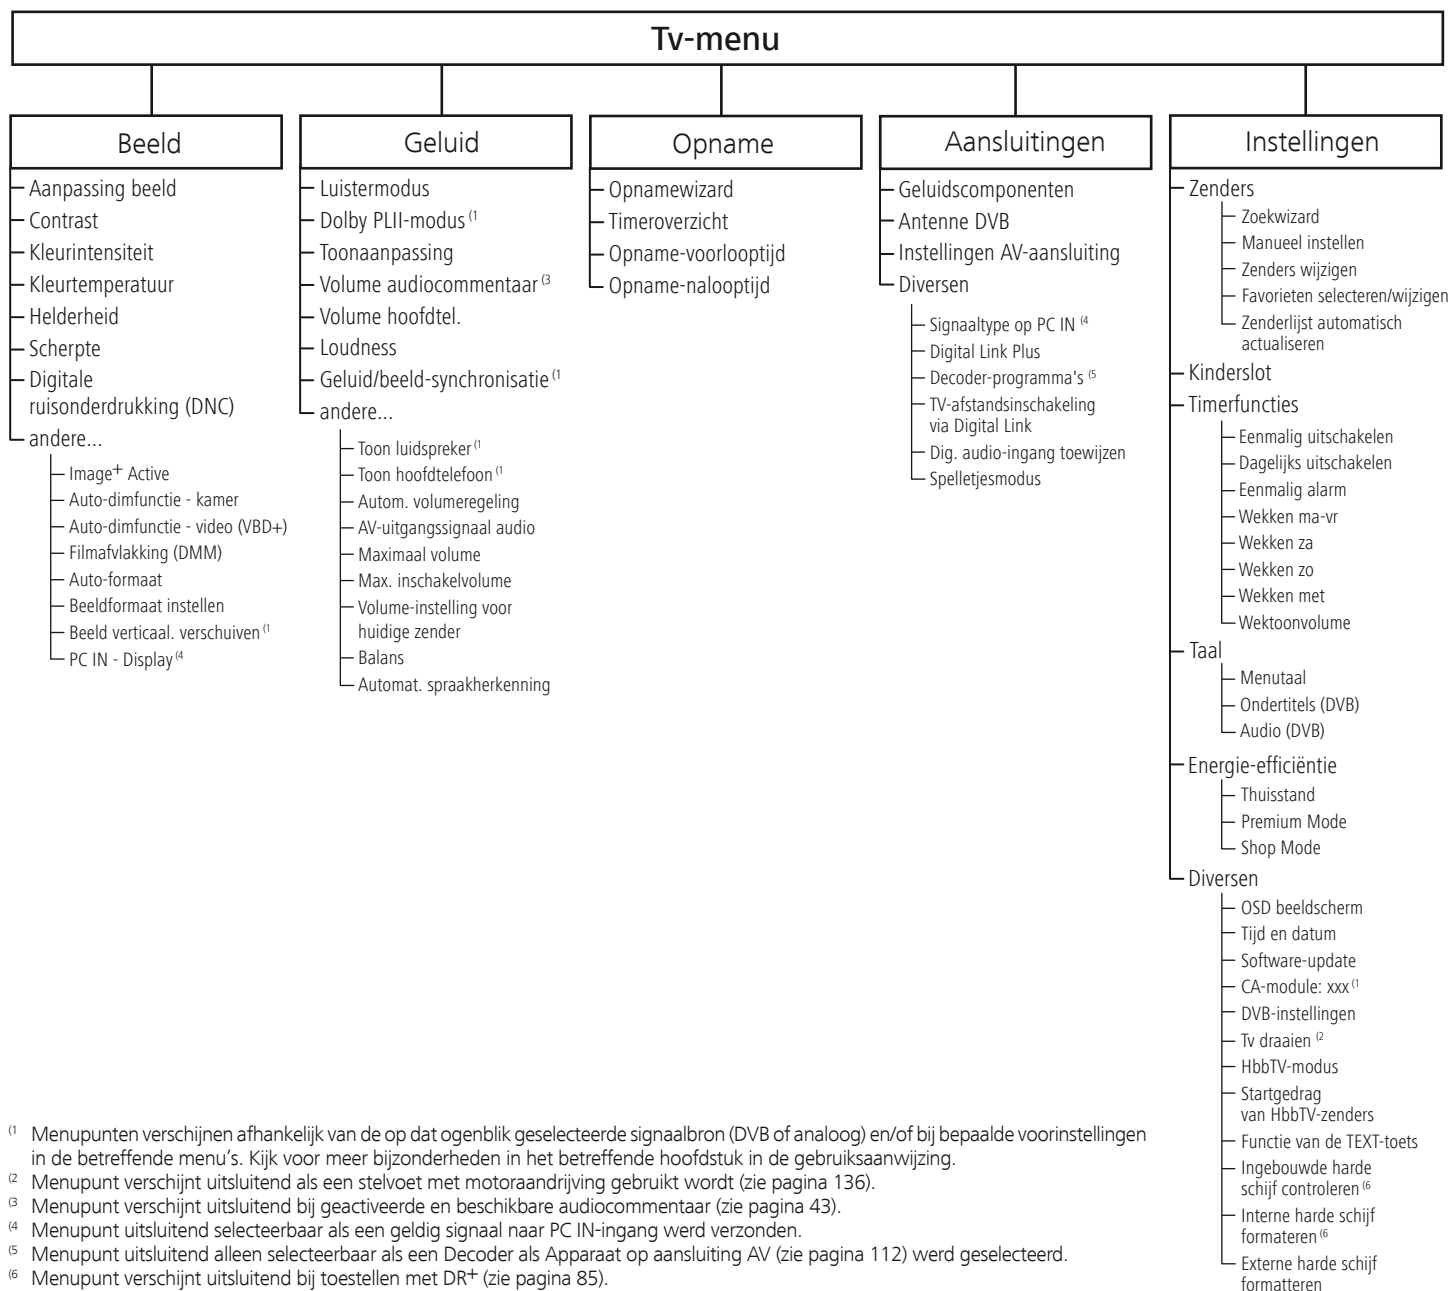 Tv-menu
Beeld
Aanpassing beeld
Contrast
Kleurintensiteit
Kleurtemperatuur
Helderheid
Scherpte
Digitale
ruisonderdrukking (DNC)
andere...
Image+ Active
Auto-dimfunctie - kamer
Auto-dimfunctie - video (VBD+)
Filmafvlakking (DMM)
Auto-formaat
Beeldformaat instellen
Beeld verticaal. verschuiven (1
PC IN - Display (4
Geluid
Luistermodus
Dolby PLII-modus (1
Toonaanpassing
Volume audiocommentaar (3
Volume hoofdtel.
Loudness
Geluid/beeld-synchronisatie (1
andere...
Toon luidspreker (1
Toon hoofdtelefoon (1
Autom. volumeregeling
AV-uitgangssignaal audio
Maximaal volume
Max. inschakelvolume
Volume-instelling voor
huidige zender
Balans
Automat. spraakherkenning
Opname
Opnamewizard
Timeroverzicht
Opname-voorlooptijd
Opname-nalooptijd
Aansluitingen
Geluidscomponenten
Antenne DVB
Instellingen AV-aansluiting
Diversen
Signaaltype op PC IN (4
Digital Link Plus
Decoder-programma's (5
TV-afstandsinschakeling
via Digital Link
Dig. audio-ingang toewijzen
Spelletjesmodus
Instellingen
Zenders
Zoekwizard
Manueel instellen
Zenders wijzigen
Favorieten selecteren/wijzigen
Zenderlijst automatisch
actualiseren
Kinderslot
Timerfuncties
Eenmalig uitschakelen
Dagelijks uitschakelen
Eenmalig alarm
Wekken ma-vr
Wekken za
Wekken zo
Wekken met
Wektoonvolume
Taal
Menutaal
Ondertitels (DVB)
Audio (DVB)
Energie-efficiëntie
Thuisstand
Premium Mode
Shop Mode
Diversen
OSD beeldscherm
Tijd en datum
Software-update
CA-module: xxx (1
DVB-instellingen
Tv draaien (2
HbbTV-modus
Startgedrag
van HbbTV-zenders
Functie van de TEXT-toets
Ingebouwde harde
schijf controleren (6
Interne harde schijf
formateren (6
Externe harde schijf
formatteren
(1 Menupunten verschijnen afhankelijk van de op dat ogenblik geselecteerde signaalbron (DVB of analoog) en/of bij bepaalde voorinstellingen
in de betreffende menu’s. Kijk voor meer bijzonderheden in het betreffende hoofdstuk in de gebruiksaanwijzing.
(2 Menupunt verschijnt uitsluitend als een stelvoet met motoraandrijving gebruikt wordt (zie pagina 136).
(3 Menupunt verschijnt uitsluitend bij geactiveerde en beschikbare audiocommentaar (zie pagina 43).
(4 Menupunt uitsluitend selecteerbaar als een geldig signaal naar PC IN-ingang werd verzonden.
(5 Menupunt uitsluitend alleen selecteerbaar als een Decoder als Apparaat op aansluiting AV (zie pagina 112) werd geselecteerd.
(6 Menupunt verschijnt uitsluitend bij toestellen met DR+ (zie pagina 85).